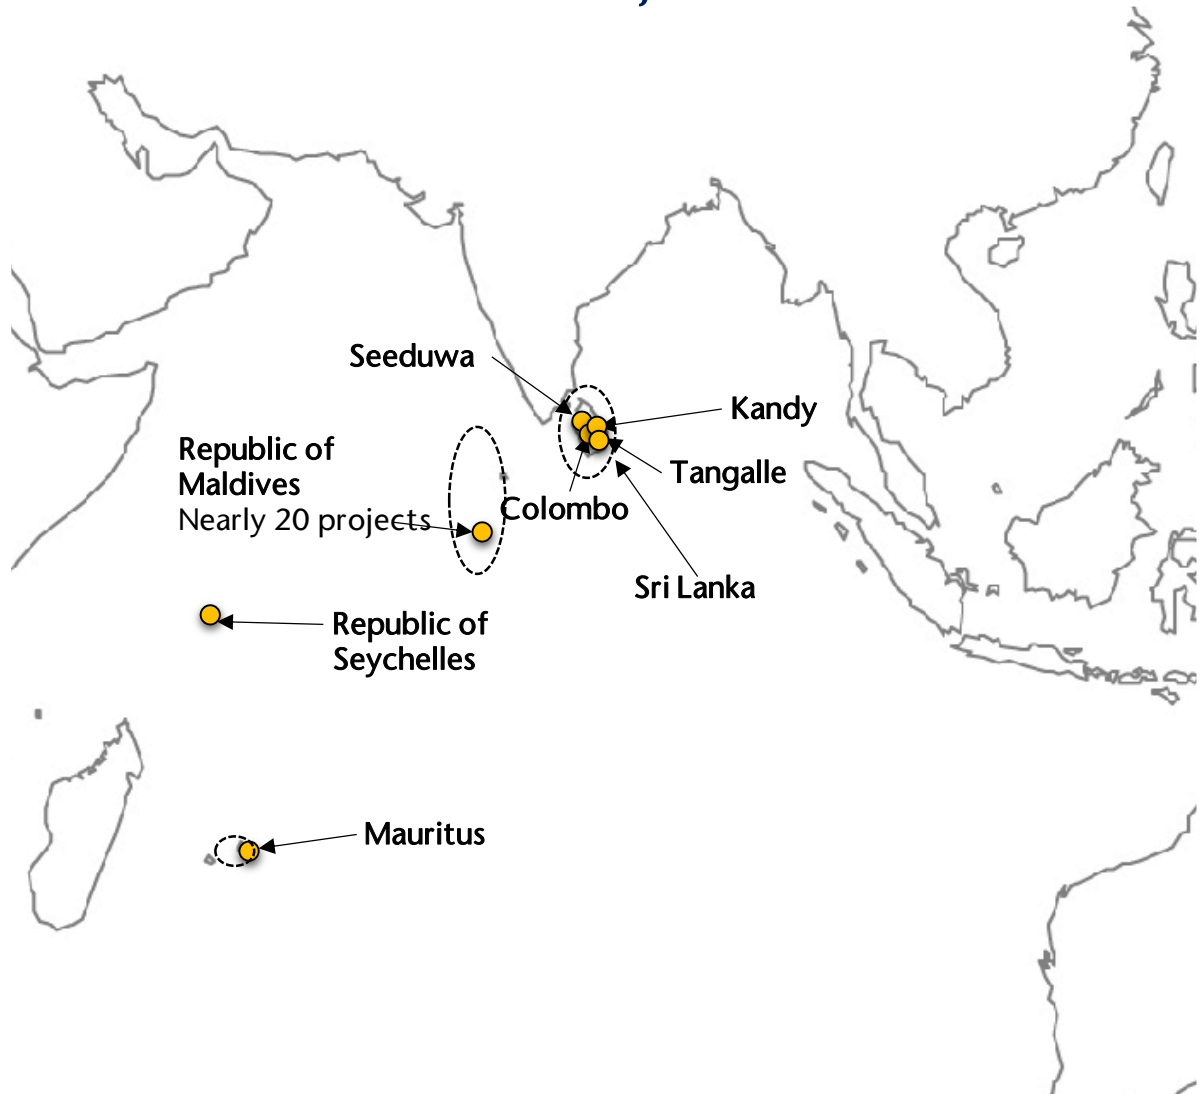 Seeduwa
Kandy
Republic of
Maldives
Nearly 20 projects
Tangalle
Colombo
Sri Lanka
Republic of
Seychelles
Mauritus